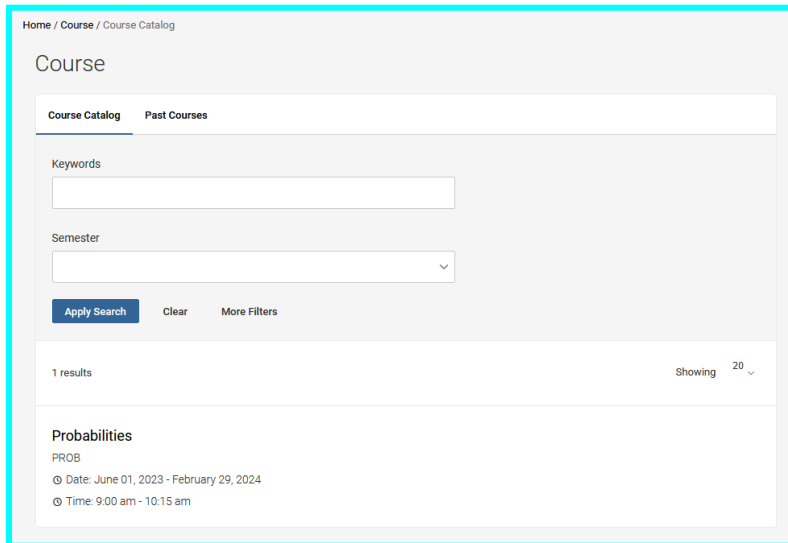 Home / Course / Course Catalog
Course
Course Catalog Past Courses
Keywords
Semester
Apply Search Clear More Filters
1 results Showing 20
Probabilities
PROB
Date: June 01, 2023 - February 29, 2024
Time: 9:00 am - 10:15 am